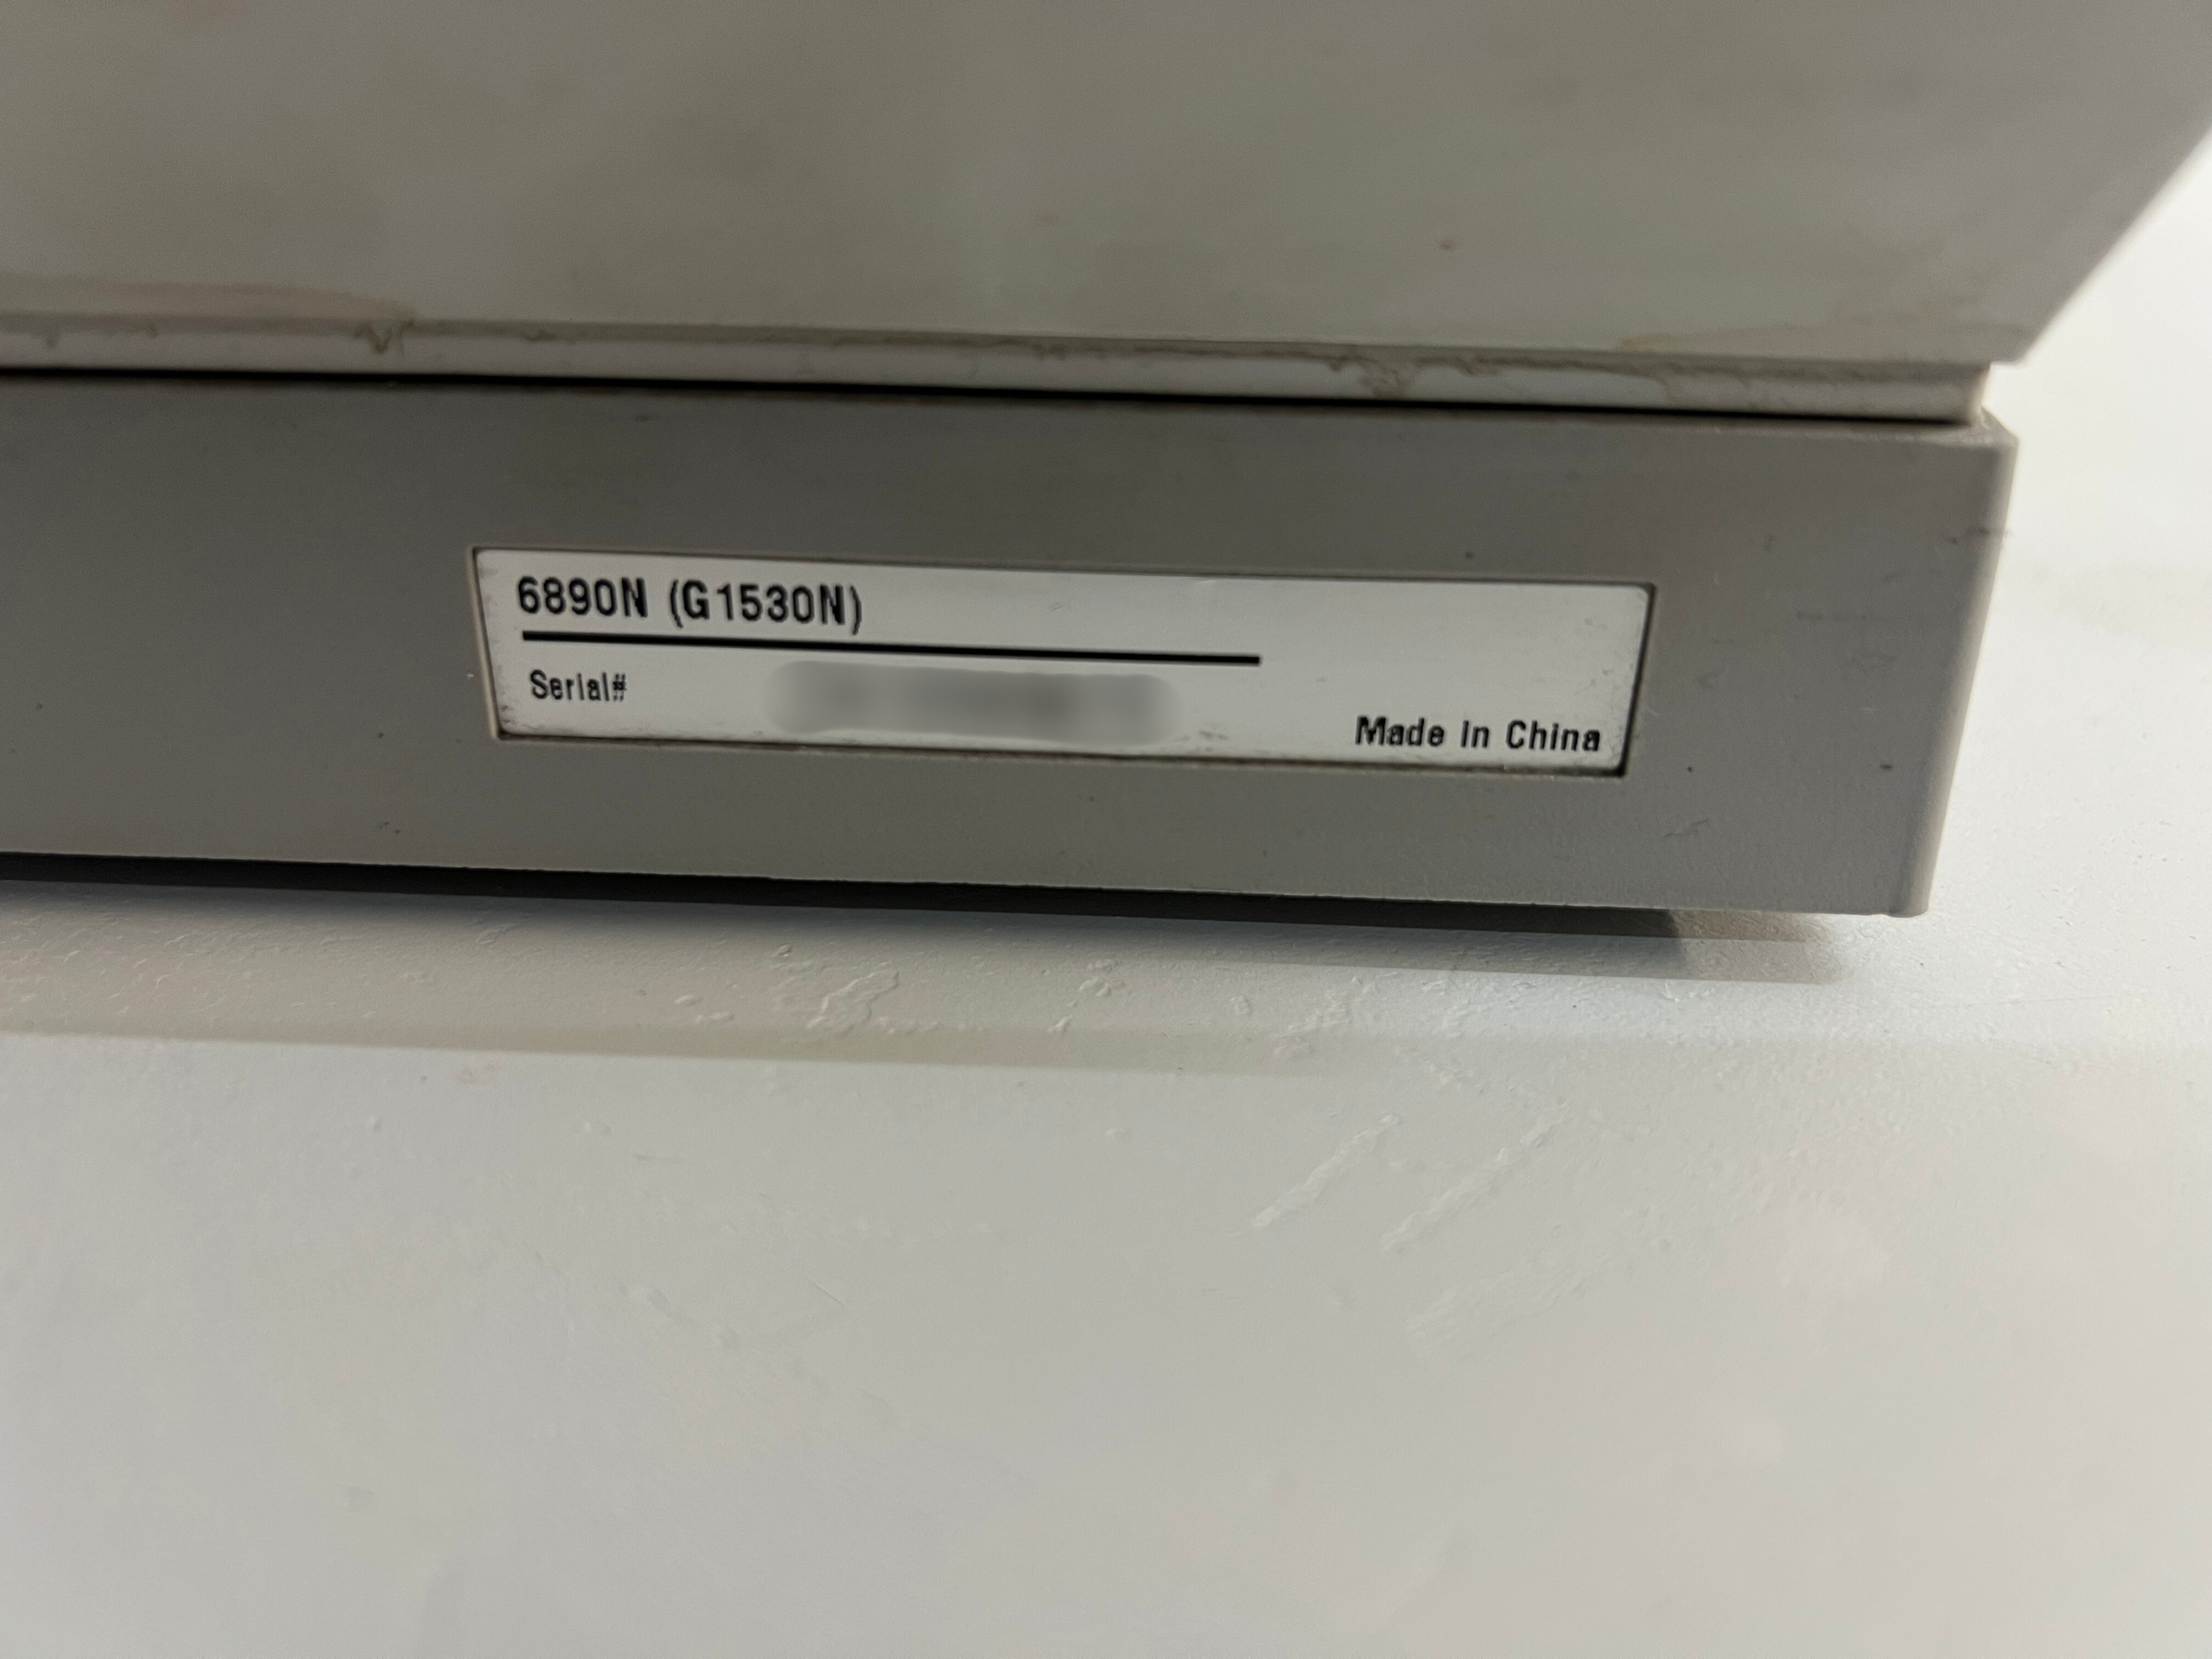 6890N (G1530N)
Serial#
Made in China